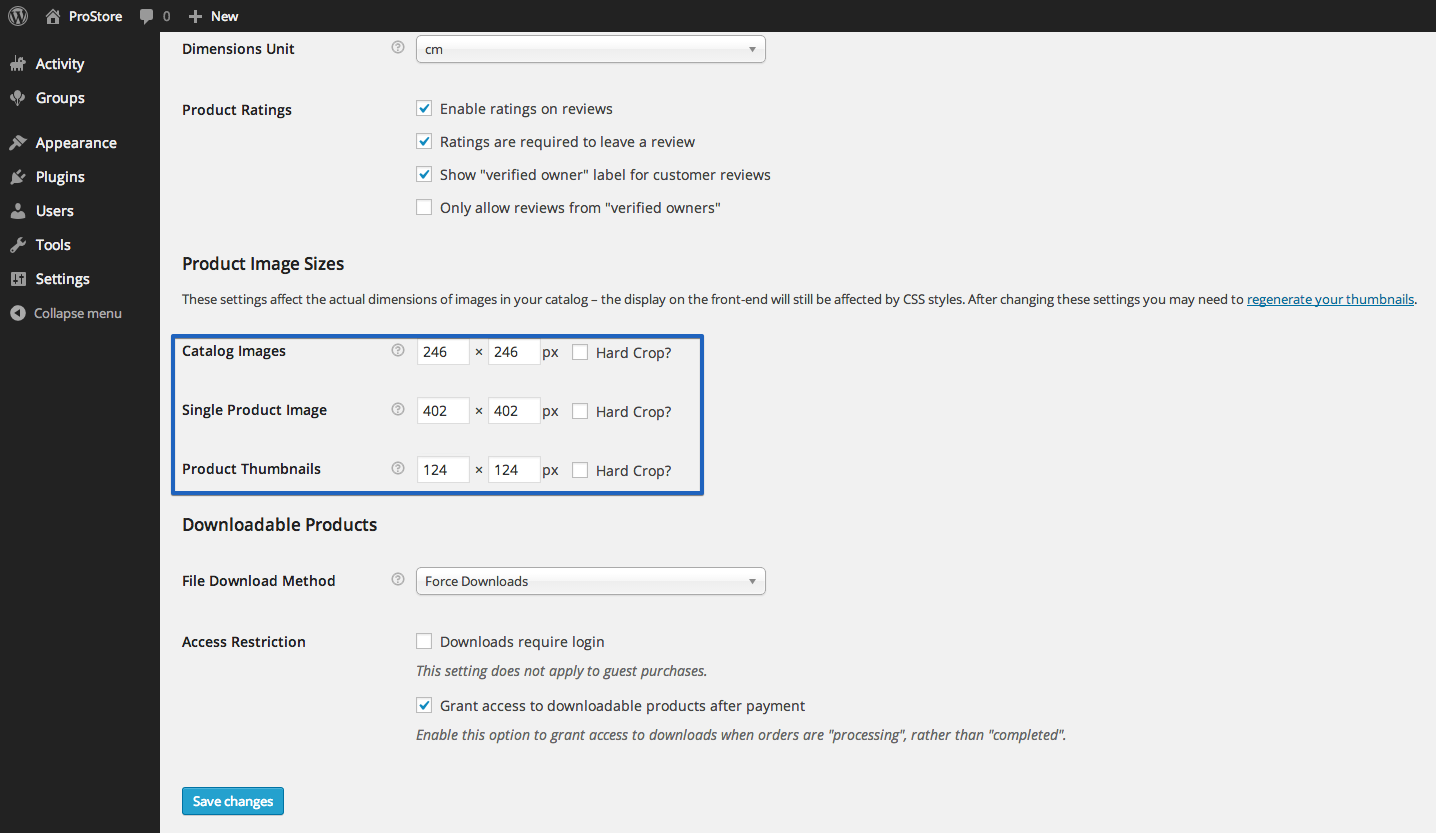 ProStore 0 New
Activity
Groups
Appearance
Plugins
Users
Tools
Settings
Collapse menu
Dimensions Unit ? cm
Product Ratings Enable ratings on reviews
Ratings are required to leave a review
Show "verified owner" label for customer reviews
Only allow reviews from "verified owners"
Product Image Sizes
These settings affect the actual dimensions of images in your catalog – the display on the front-end will still be affected by CSS styles. After changing these settings you may need to regenerate your thumbnails.
Catalog Images ? 246 × 246 px Hard Crop?
Single Product Image ? 402 × 402 px Hard Crop?
Product Thumbnails ? 124 × 124 px Hard Crop?
Downloadable Products
File Download Method ? Force Downloads
Access Restriction Downloads require login
This setting does not apply to guest purchases.
Grant access to downloadable products after payment
Enable this option to grant access to downloads when orders are "processing", rather than "completed".
Save changes